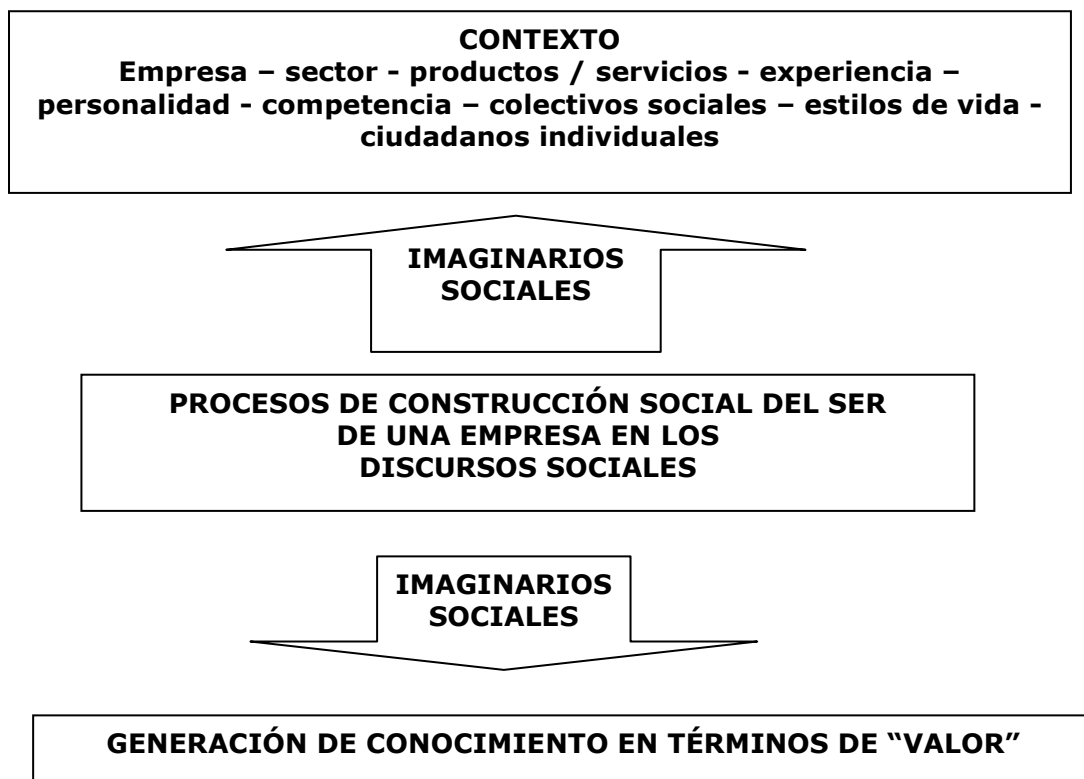 CONTEXTO
Empresa – sector - productos / servicios - experiencia –
personalidad - competencia – colectivos sociales – estilos de vida -
ciudadanos individuales
IMAGINARIOS
SOCIALES
PROCESOS DE CONSTRUCCIÓN SOCIAL DEL SER
DE UNA EMPRESA EN LOS
DISCURSOS SOCIALES
IMAGINARIOS
SOCIALES
GENERACIÓN DE CONOCIMIENTO EN TÉRMINOS DE “VALOR”